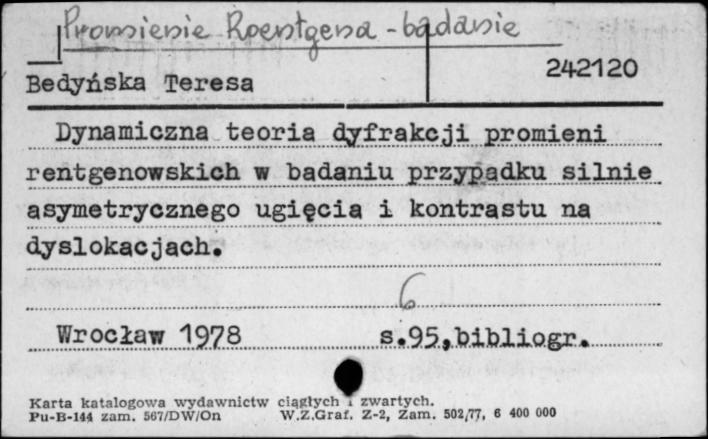 Promienie Roentgena - badanie
242120
Bedyńska Teresa
Dynamiczna teoria dyfrakcji promieni
rentgenowskich w badaniu przypadku silnie
asymetrycznego ugięcia i kontrastu na
dyslokacjach.
6
Wrocław 1978 s.95,bibliogr.
Karta katalogowa wydawnictw ciągłych i zwartych.
Pu-B-144 zam. 567/DW/On W.Z.Graf. Z-2, Zam. 502/77, 6 400 000